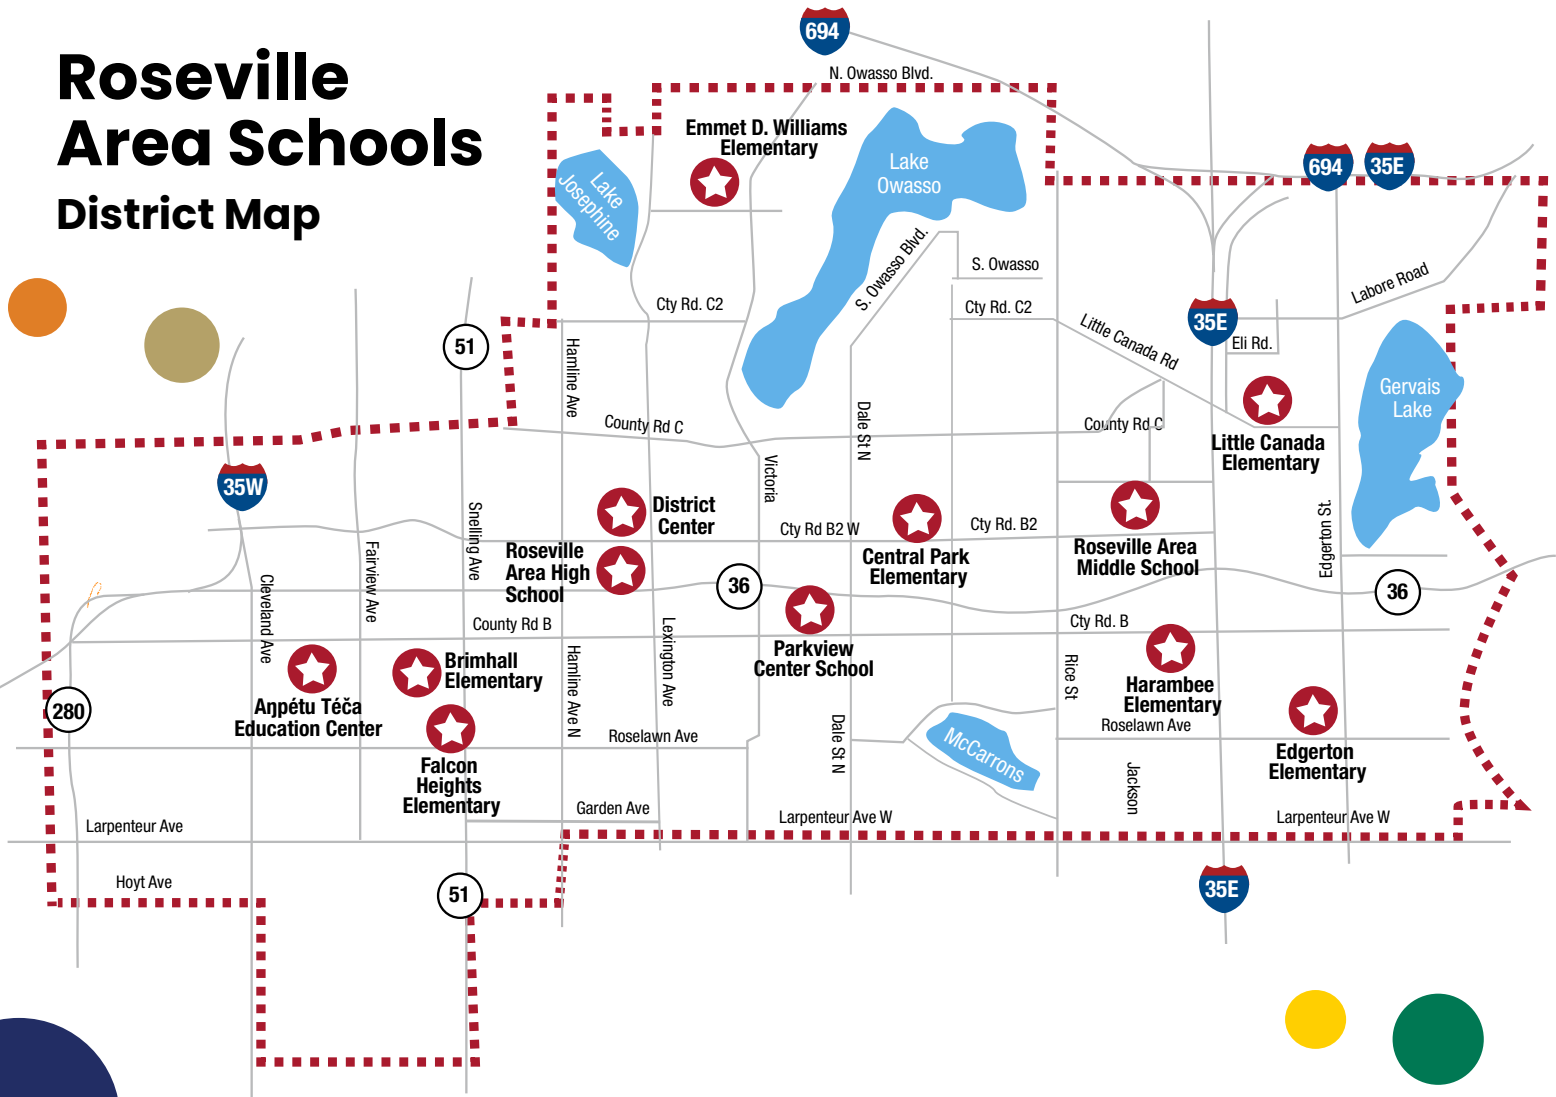 Roseville
Area Schools
District Map
694
N. Owasso Blvd.
Emmet D. Williams
Elementary
Lake
Josephine
Lake
Owasso
694
35E
S. Owasso Blvd.
S. Owasso
Labore Road
Cty Rd. C2
Cty Rd. C2
Little Canada Rd
35E
Eli Rd.
51
Hamline Ave
Gervais
Lake
County Rd C
Dale St N
County Rd C
Little Canada
Elementary
35W
Victoria
District
Center
Snelling Ave
Cty Rd B2 W
Cty Rd. B2
Edgerton St.
Roseville
Area High
School
Fairview Ave
Central Park
Elementary
Roseville Area
Middle School
36
36
Cleveland Ave
County Rd B
Cty Rd. B
Lexington Ave
Parkview
Center School
Brimhall
Elementary
Hamline Ave N
Rice St
Harambee
Elementary
280
Aŋpétu Téča
Education Center
Roselawn Ave
Roselawn Ave
Dale St N
McCarrons
Edgerton
Elementary
Falcon
Heights
Elementary
Jackson
Garden Ave
Larpenteur Ave
Larpenteur Ave W
Larpenteur Ave W
Hoyt Ave
51
35E